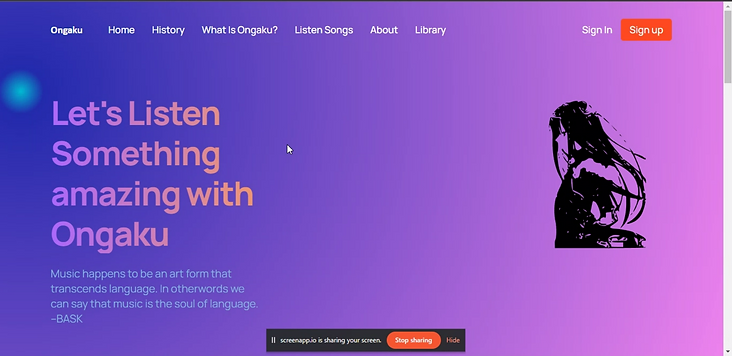 Ongaku Home History What Is Ongaku? Listen Songs About Library Sign In Sign up
Let's Listen
Something
amazing with
Ongaku
Music happens to be an art form that
transcends language. In otherwords we
can say that music is the soul of language.
–BASK
screenapp.io is sharing your screen. Stop sharing Hide